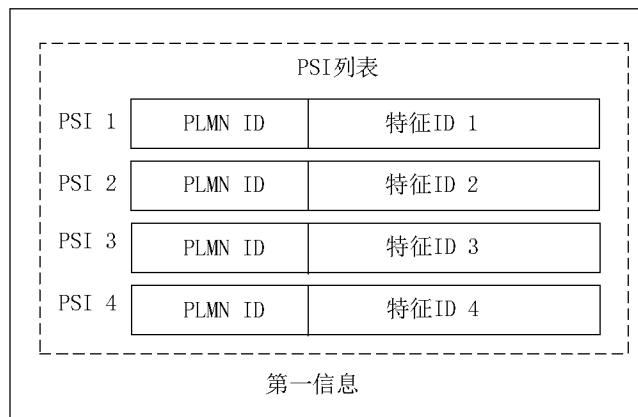 PSI列表
PSI 1 PLMN ID 特征ID 1
PSI 2 PLMN ID 特征ID 2
PSI 3 PLMN ID 特征ID 3
PSI 4 PLMN ID 特征ID 4
第一信息